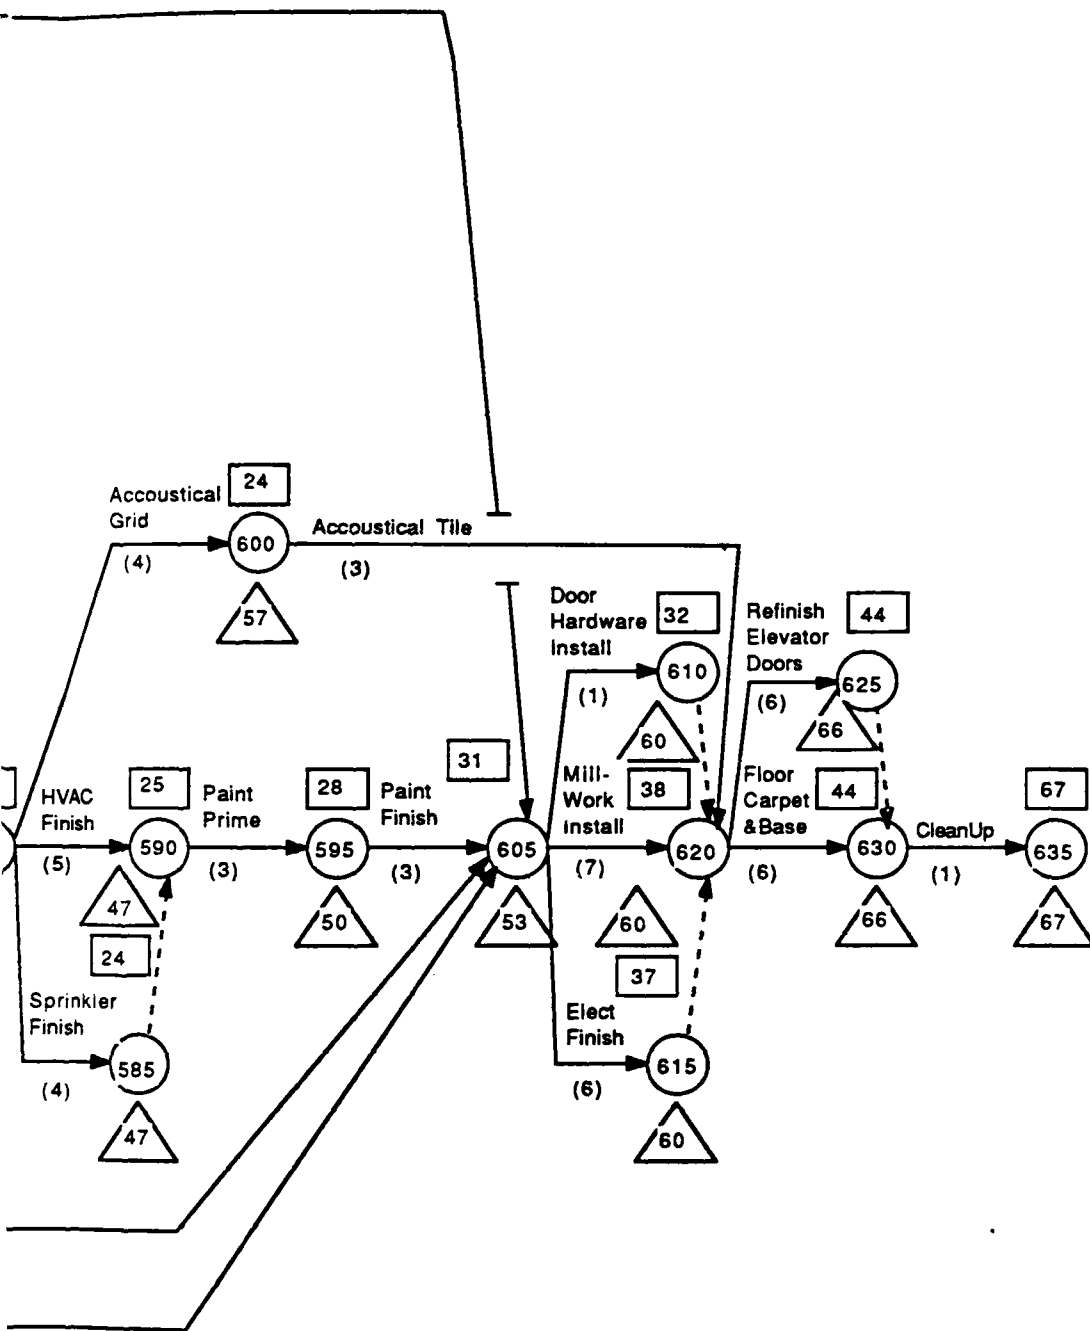 24
Accoustical
Grid
600
Accoustical Tile
(4)
(3)
57
Door
Hardware
Install
32
610
(1)
60
Refinish
Elevator
Doors
44
625
(6)
66
HVAC
Finish
25
Paint
Prime
28
Paint
Finish
31
Mill-
Work
install
38
Floor
Carpet
&Base
44
CleanUp
67
590
595
605
620
630
635
(5)
(3)
(3)
(7)
(6)
(1)
47
50
53
60
66
67
24
37
Sprinkler
Finish
585
(4)
47
Elect
Finish
615
(6)
60